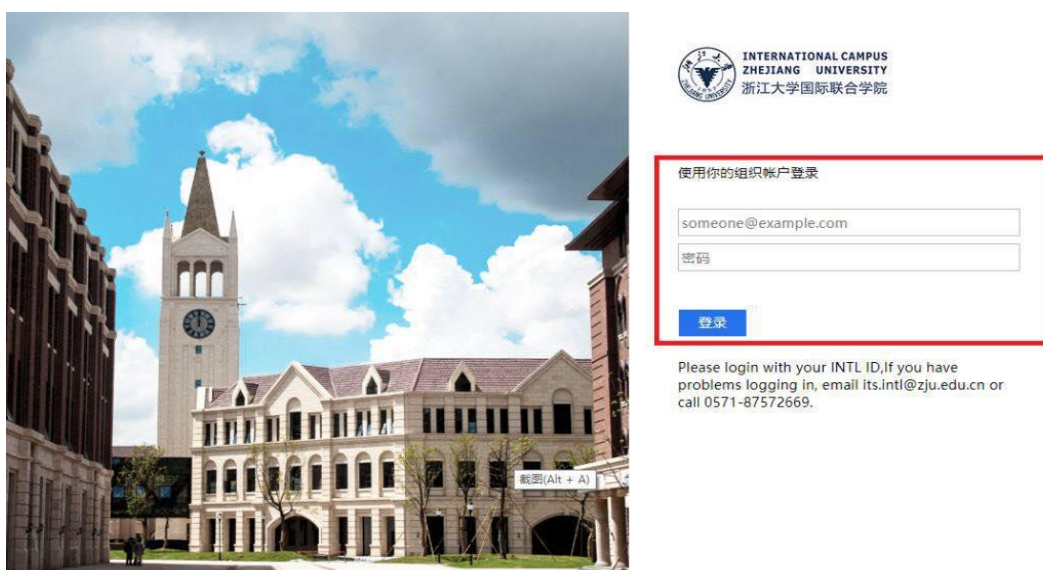 INTERNATIONAL CAMPUS
ZHEJIANG UNIVERSITY
浙江大学国际联合学院
使用你的组织帐户登录
someone@example.com
密码
登录
Please login with your INTL ID,If you have
problems logging in, email its.intl@zju.edu.cn or
call 0571-87572669.
截图(Alt + A)